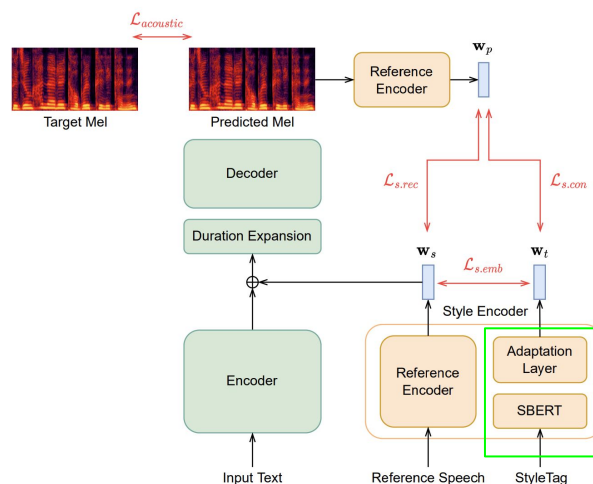 ℒ_acoustic
w_p
Reference
Encoder
Target Mel
Predicted Mel
Decoder
ℒ_s.rec
ℒ_s.con
Duration Expansion
w_s
ℒ_s.emb
w_t
Style Encoder
Encoder
Reference
Encoder
Adaptation
Layer
SBERT
Input Text
Reference Speech
StyleTag